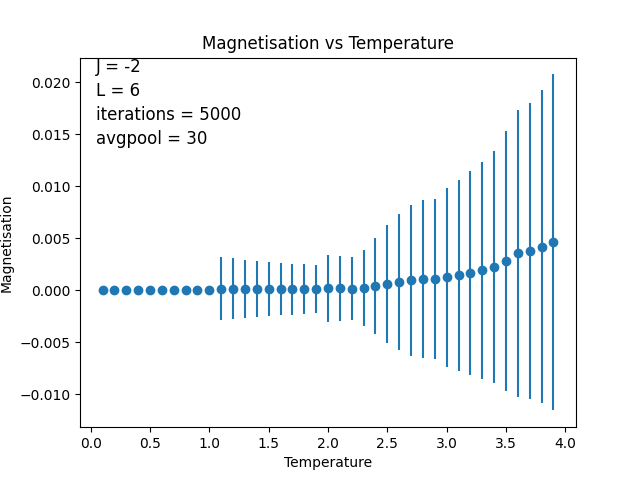 Magnetisation vs Temperature
J = -2
L = 6
iterations = 5000
avgpool = 30
Magnetisation
0.020
0.015
0.010
0.005
0.000
−0.005
−0.010
0.0 0.5 1.0 1.5 2.0 2.5 3.0 3.5 4.0
Temperature